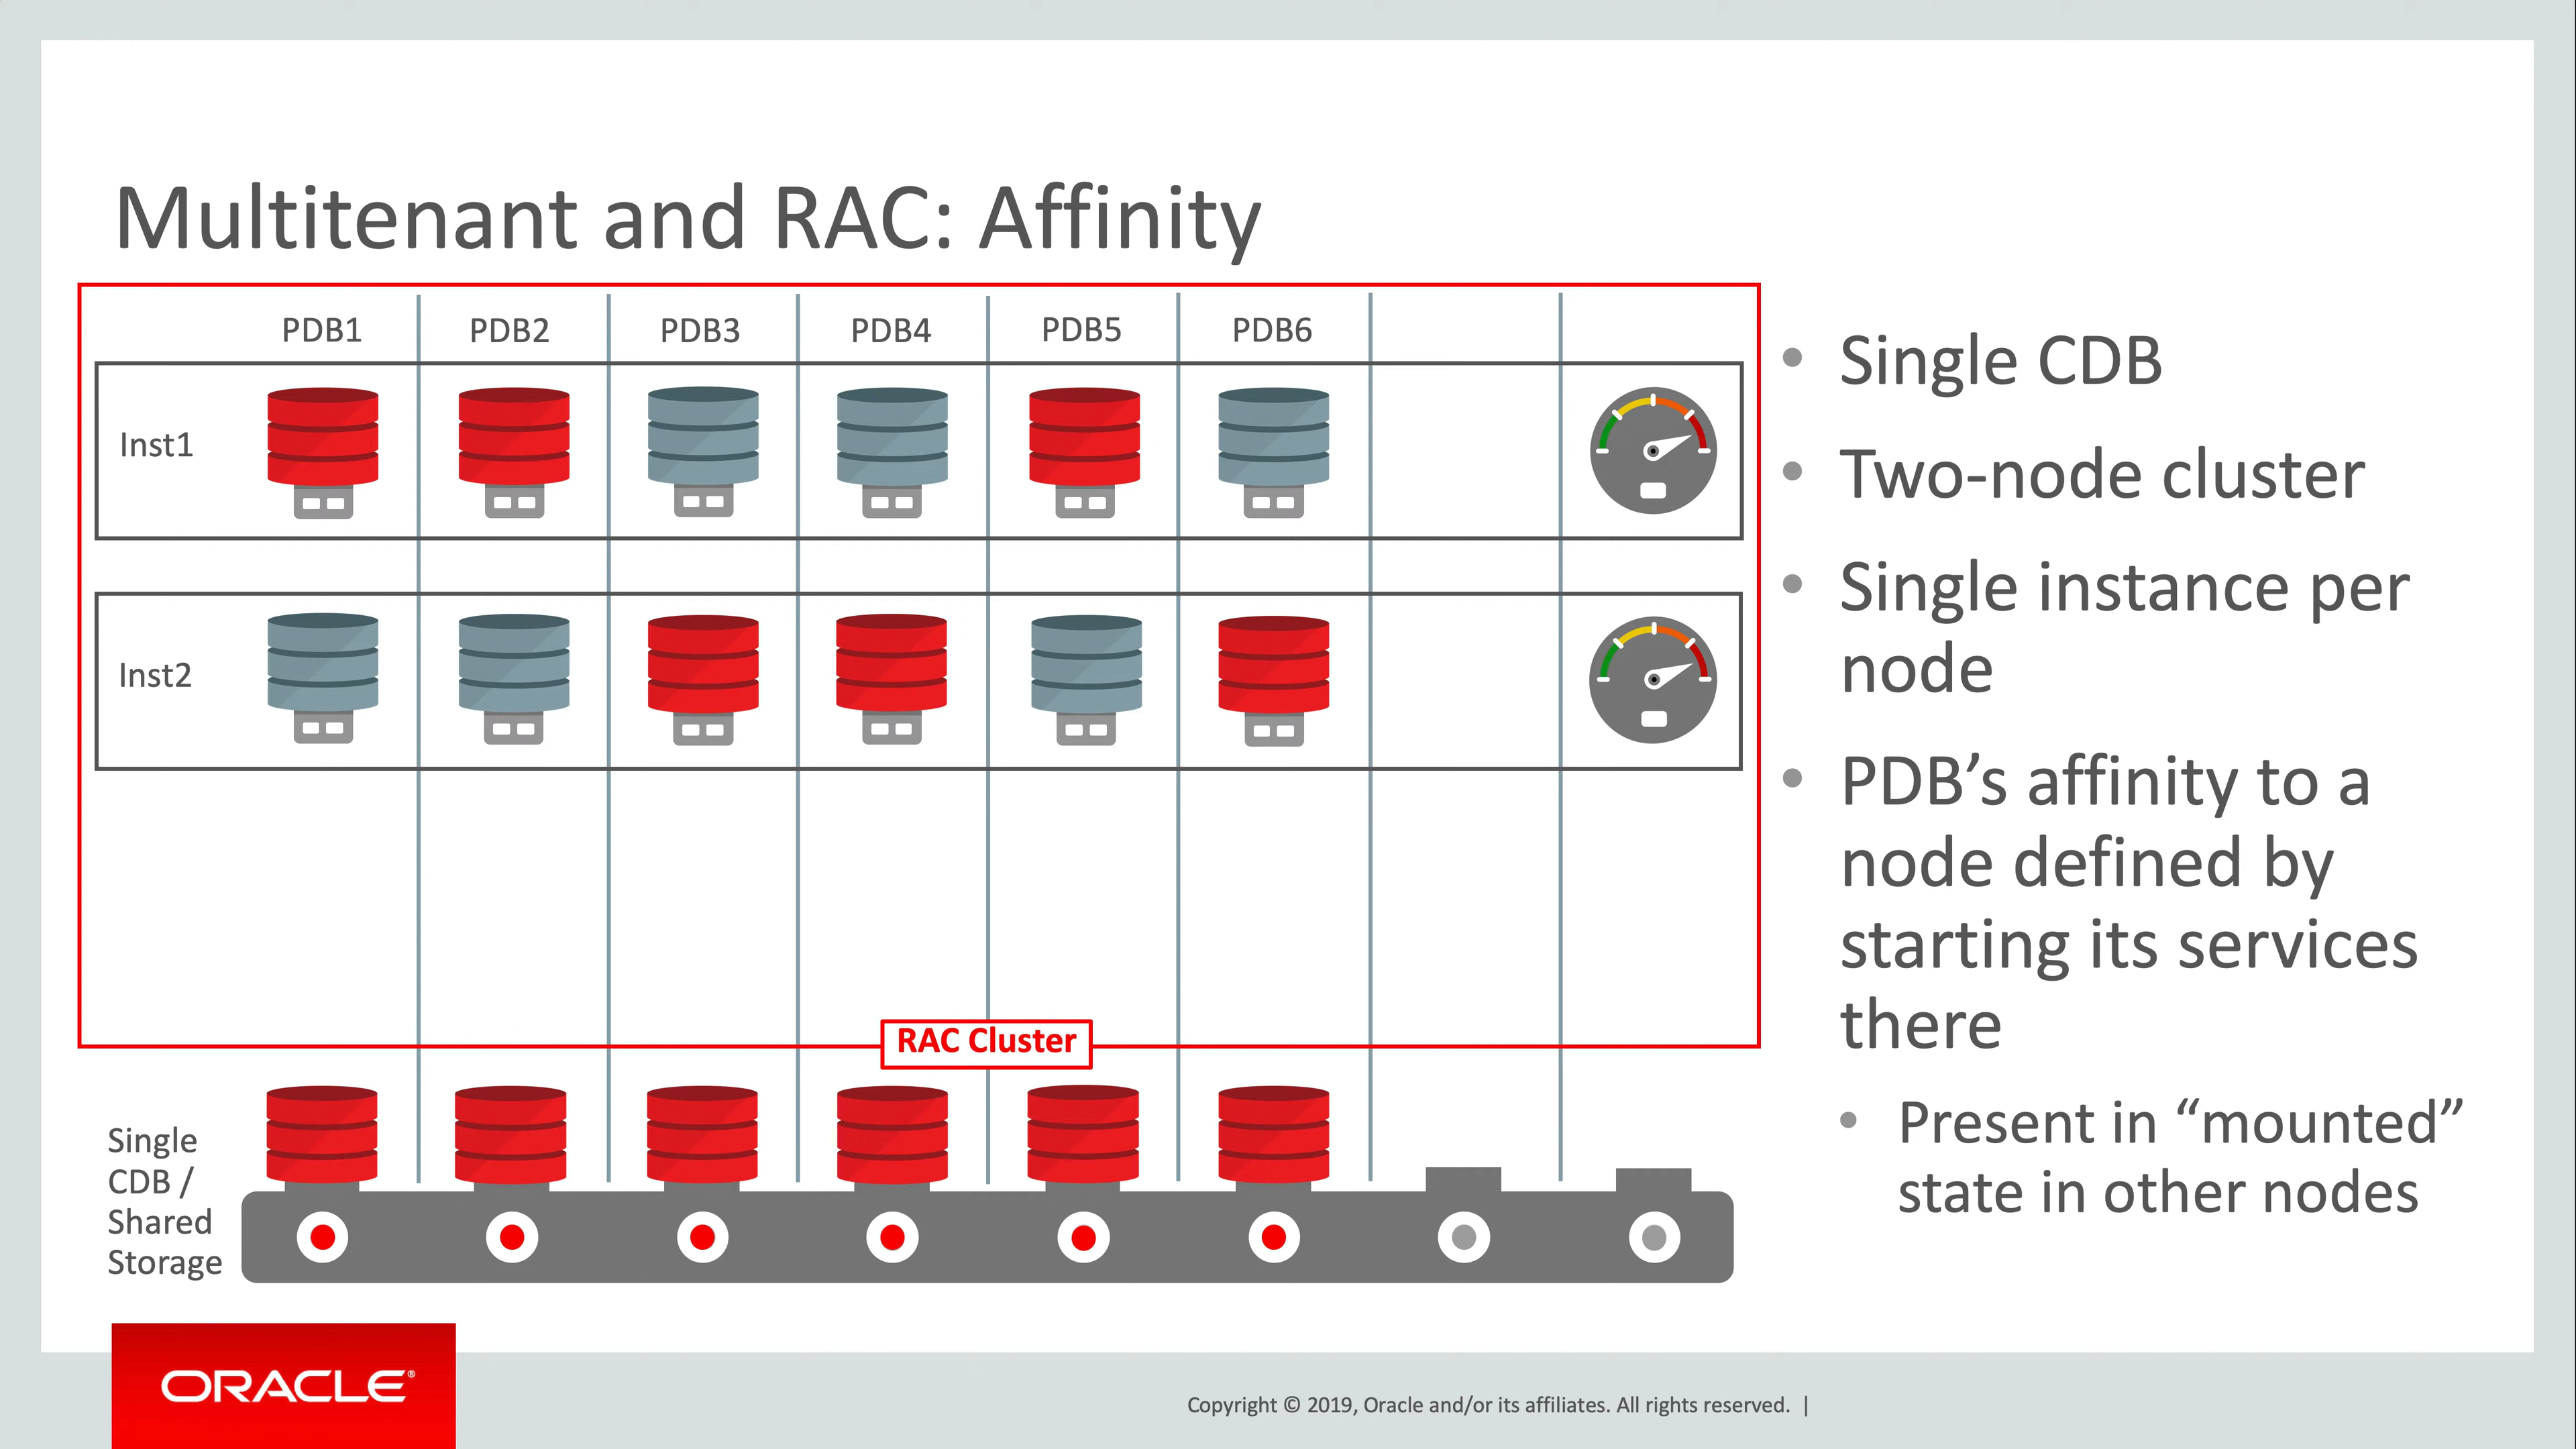 Multitenant and RAC: Affinity
PDB1 PDB2 PDB3 PDB4 PDB5 PDB6
Inst1
Inst2
RAC Cluster
Single
CDB /
Shared
Storage
• Single CDB
• Two-node cluster
• Single instance per
node
• PDB’s affinity to a
node defined by
starting its services
there
• Present in “mounted”
state in other nodes
ORACLE®
Copyright © 2019, Oracle and/or its affiliates. All rights reserved. |